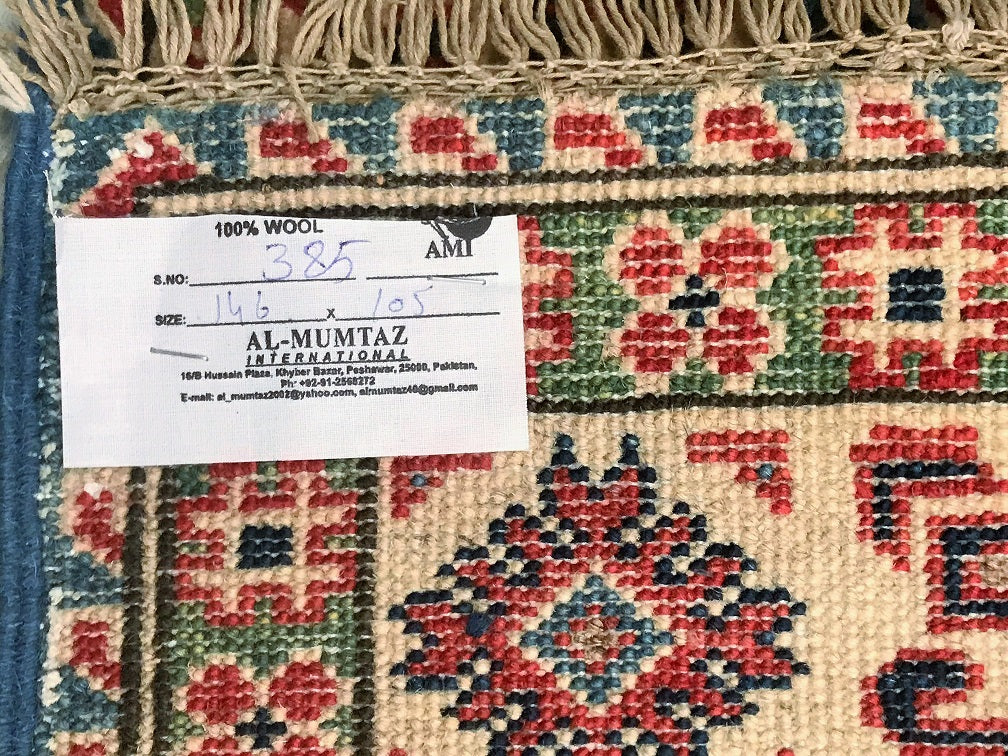 100% WOOL
AMI
S.NO: 385
SIZE: 146 x 105
AL-MUMTAZ
INTERNATIONAL
16/B Hussain Plaza, Khyber Bazar, Peshawar, 25000, Pakistan,
Ph: +92-91-2568272
E-mail: al_mumtaz2002@yahoo.com, almumtaz40@gmail.com